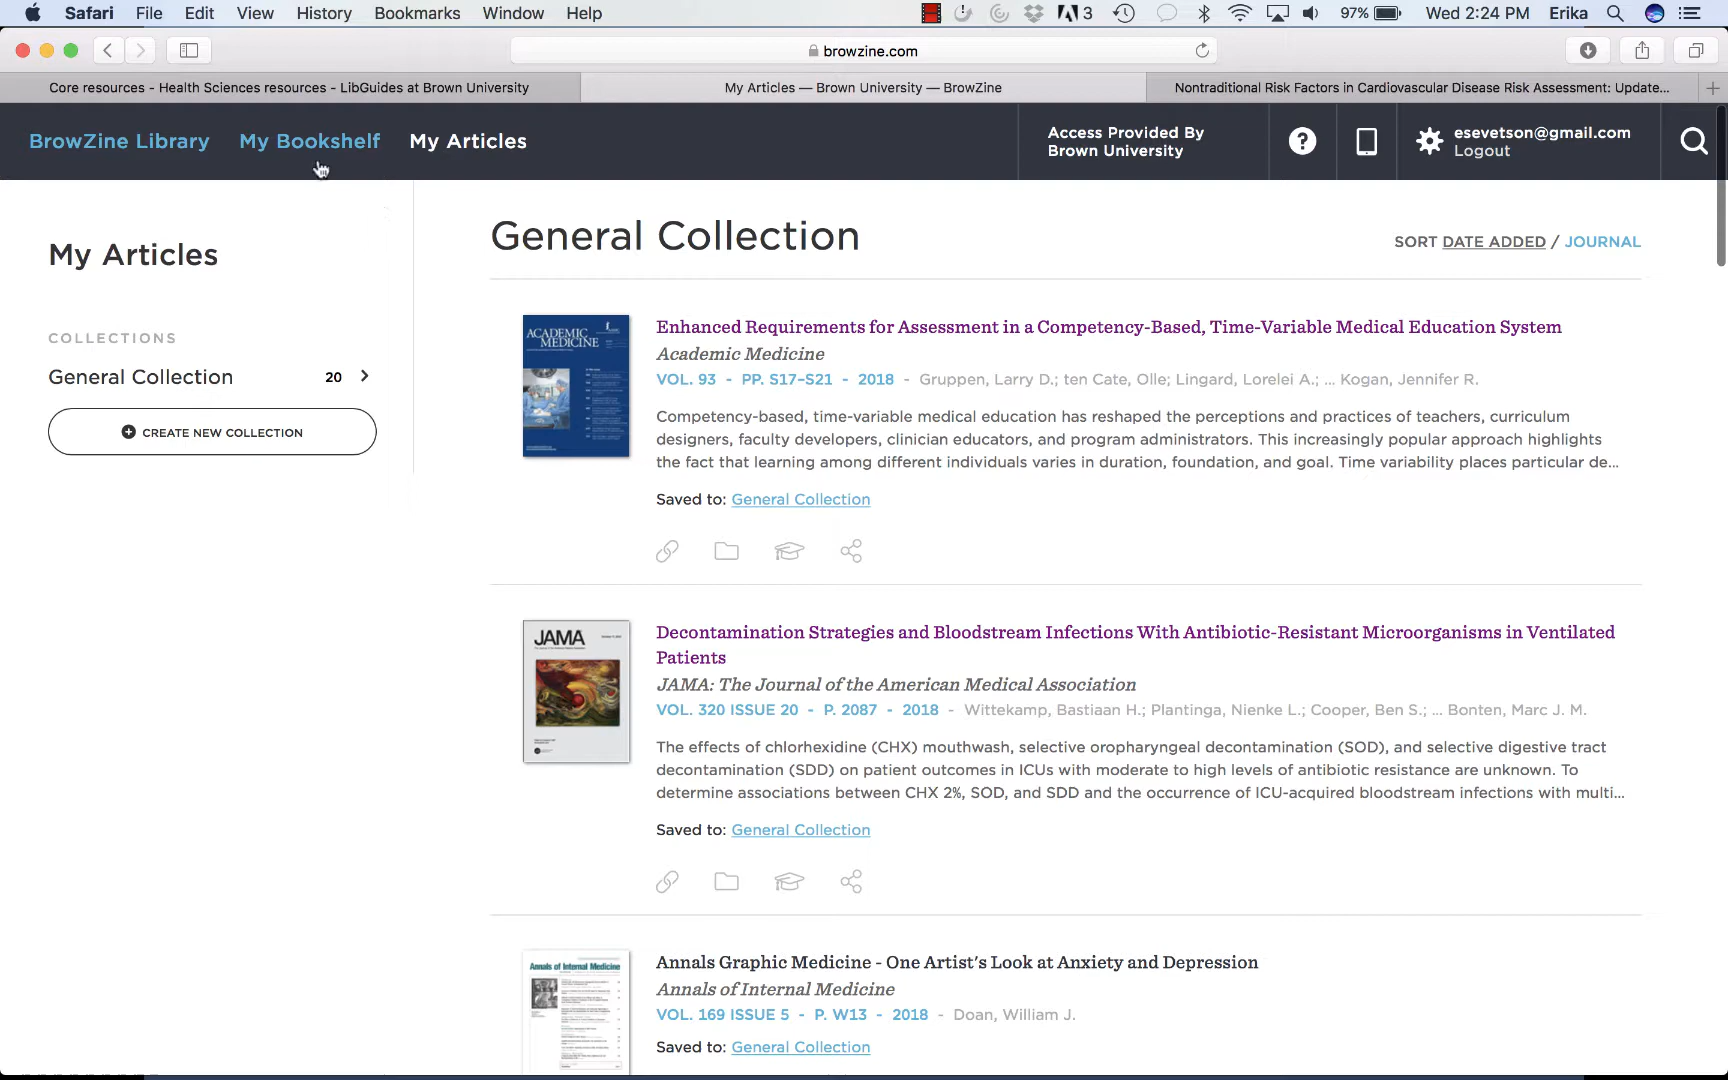 Safari File Edit View History Bookmarks Window Help 3 97% Wed 2:24 PM Erika
browzine.com
Core resources - Health Sciences resources - LibGuides at Brown University
My Articles — Brown University — BrowZine
Nontraditional Risk Factors in Cardiovascular Disease Risk Assessment: Update...
BrowZine Library My Bookshelf My Articles
Access Provided By
Brown University
?
esevetson@gmail.com
Logout
My Articles
COLLECTIONS
General Collection 20
CREATE NEW COLLECTION
General Collection
SORT DATE ADDED / JOURNAL
ACADEMIC
MEDICINE
Enhanced Requirements for Assessment in a Competency-Based, Time-Variable Medical Education System
Academic Medicine
VOL. 93 - PP. S17–S21 - 2018 - Gruppen, Larry D.; ten Cate, Olle; Lingard, Lorelei A.; ... Kogan, Jennifer R.
Competency-based, time-variable medical education has reshaped the perceptions and practices of teachers, curriculum
designers, faculty developers, clinician educators, and program administrators. This increasingly popular approach highlights
the fact that learning among different individuals varies in duration, foundation, and goal. Time variability places particular de...
Saved to: General Collection
JAMA
Decontamination Strategies and Bloodstream Infections With Antibiotic-Resistant Microorganisms in Ventilated
Patients
JAMA: The Journal of the American Medical Association
VOL. 320 ISSUE 20 - P. 2087 - 2018 - Wittekamp, Bastiaan H.; Plantinga, Nienke L.; Cooper, Ben S.; ... Bonten, Marc J. M.
The effects of chlorhexidine (CHX) mouthwash, selective oropharyngeal decontamination (SOD), and selective digestive tract
decontamination (SDD) on patient outcomes in ICUs with moderate to high levels of antibiotic resistance are unknown. To
determine associations between CHX 2%, SOD, and SDD and the occurrence of ICU-acquired bloodstream infections with multi...
Saved to: General Collection
Annals of Internal Medicine
Annals Graphic Medicine - One Artist's Look at Anxiety and Depression
Annals of Internal Medicine
VOL. 169 ISSUE 5 - P. W13 - 2018 - Doan, William J.
Saved to: General Collection